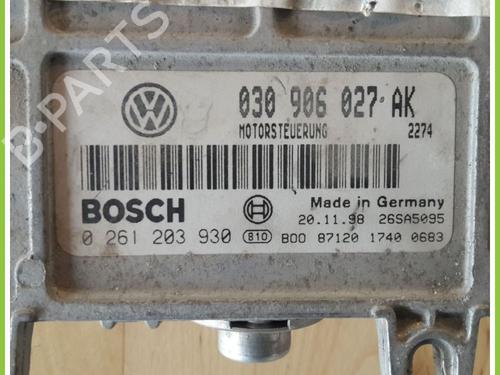 B-PARTS
VW
030 906 027 AK
MOTORSTEUERUNG 2274
BOSCH
Made in Germany
20.11.98 26SA5095
0 261 203 930 810 B00 87120 1740 0683